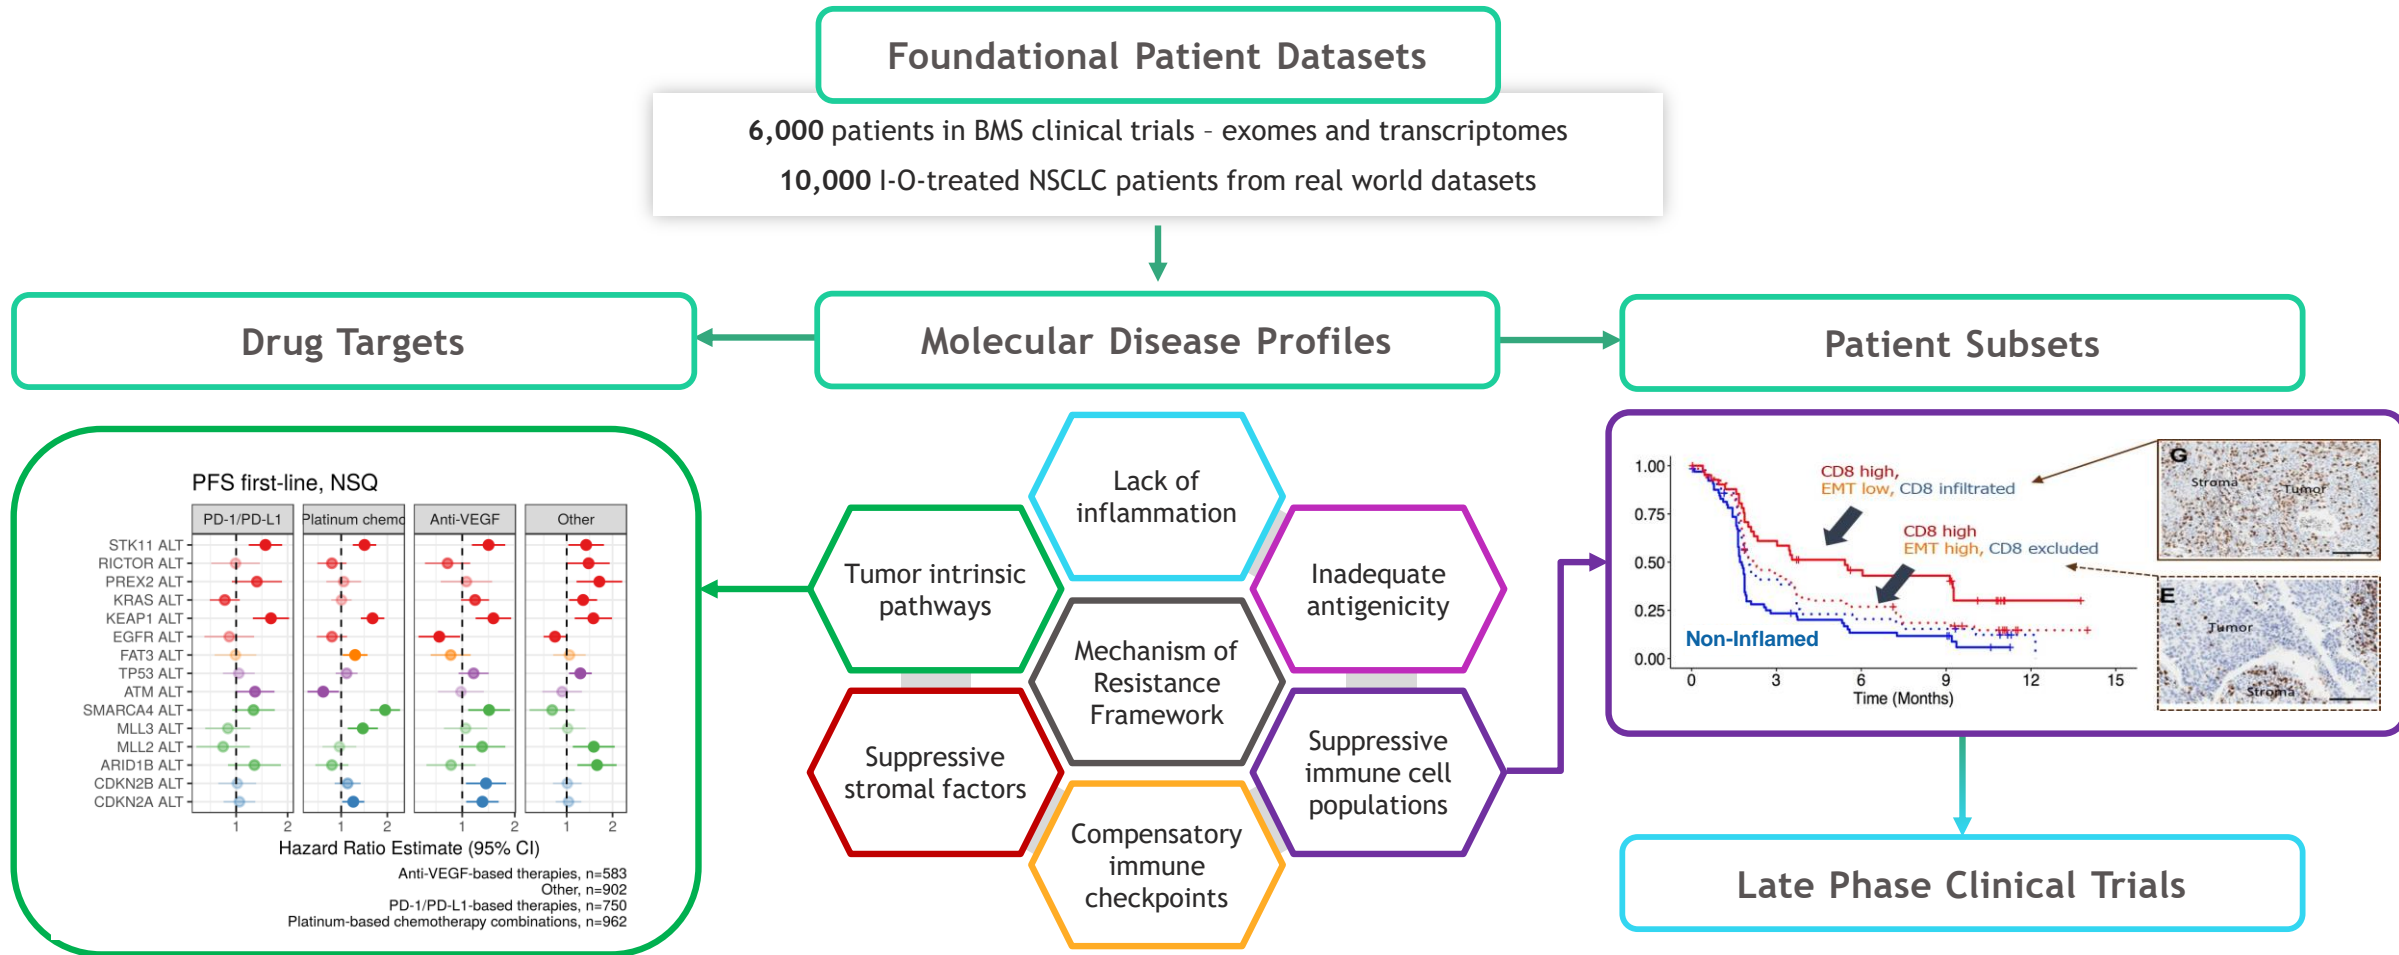 Foundational Patient Datasets
6,000 patients in BMS clinical trials – exomes and transcriptomes
10,000 I-O-treated NSCLC patients from real world datasets
Drug Targets
Molecular Disease Profiles
Patient Subsets
PFS first-line, NSQ
PD-1/PD-L1
Platinum chemo
Anti-VEGF
Other
STK11 ALT
RICTOR ALT
PREX2 ALT
KRAS ALT
KEAP1 ALT
EGFR ALT
FAT3 ALT
TP53 ALT
ATM ALT
SMARCA4 ALT
MLL3 ALT
MLL2 ALT
ARID1B ALT
CDKN2B ALT
CDKN2A ALT
1 2 1 2 1 2 1 2
Hazard Ratio Estimate (95% CI)
Anti-VEGF-based therapies, n=583
Other, n=902
PD-1/PD-L1-based therapies, n=750
Platinum-based chemotherapy combinations, n=962
Lack of
inflammation
Tumor intrinsic
pathways
Inadequate
antigenicity
Mechanism of
Resistance
Framework
Suppressive
stromal factors
Suppressive
immune cell
populations
Compensatory
immune
checkpoints
1.00
0.75
0.50
0.25
0.00
CD8 high,
EMT low, CD8 infiltrated
CD8 high
EMT high, CD8 excluded
Non-Inflamed
0 3 6 9 12 15
Time (Months)
G
Stroma
Tumor
E
Tumor
Stroma
Late Phase Clinical Trials